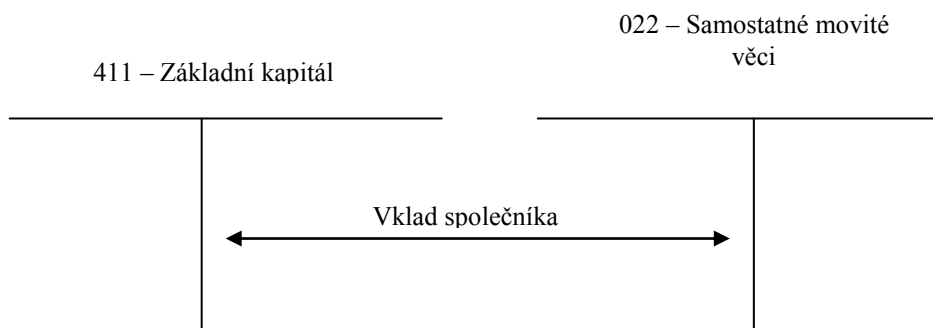 022 – Samostatné movité
věci
411 – Základní kapitál
Vklad společníka